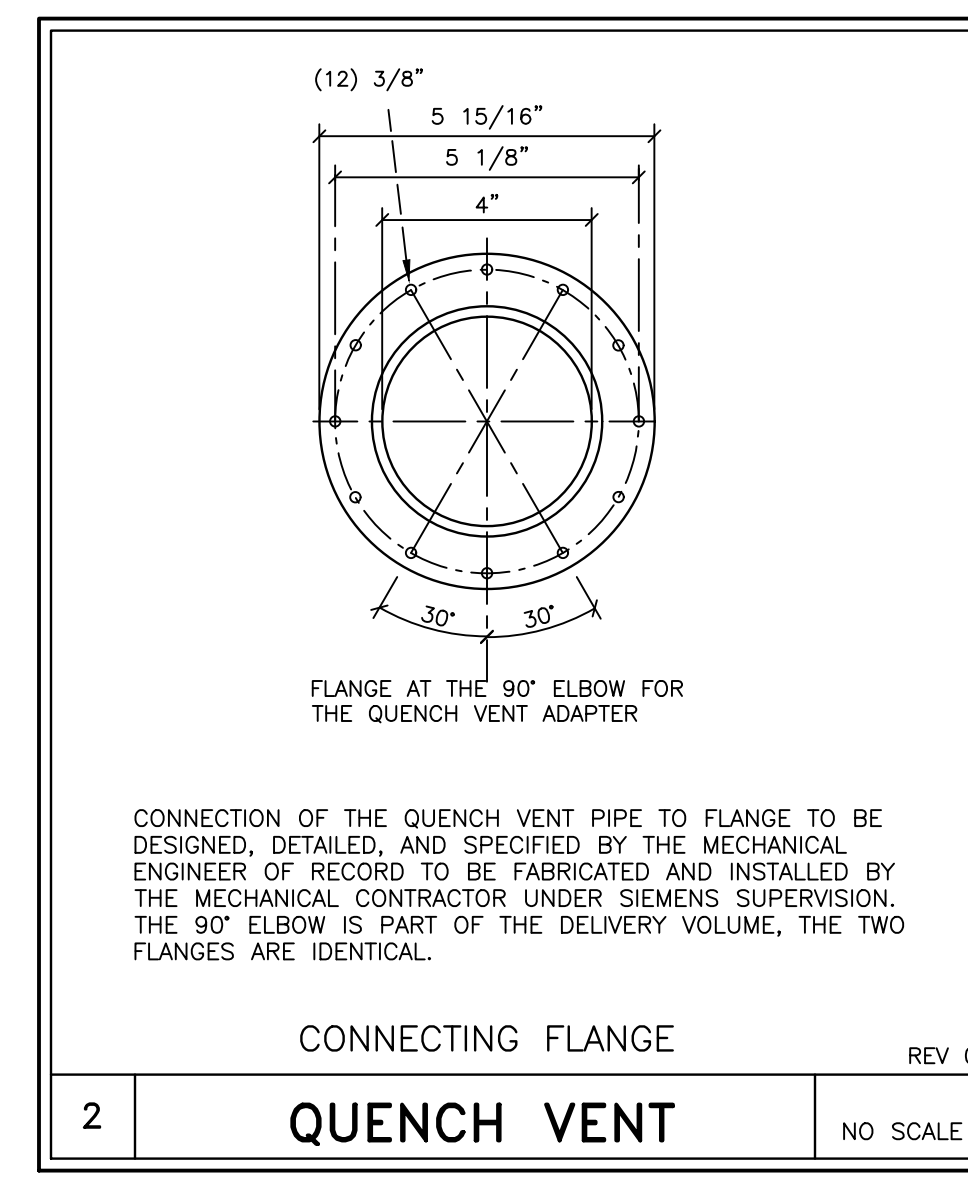 (12) 3/8”
5 15/16”
5 1/8”
4”
30°
30°
FLANGE AT THE 90° ELBOW FOR
THE QUENCH VENT ADAPTER
CONNECTION OF THE QUENCH VENT PIPE TO FLANGE TO BE
DESIGNED, DETAILED, AND SPECIFIED BY THE MECHANICAL
ENGINEER OF RECORD TO BE FABRICATED AND INSTALLED BY
THE MECHANICAL CONTRACTOR UNDER SIEMENS SUPERVISION.
THE 90° ELBOW IS PART OF THE DELIVERY VOLUME, THE TWO
FLANGES ARE IDENTICAL.
CONNECTING FLANGE
REV
2
QUENCH VENT
NO SCALE